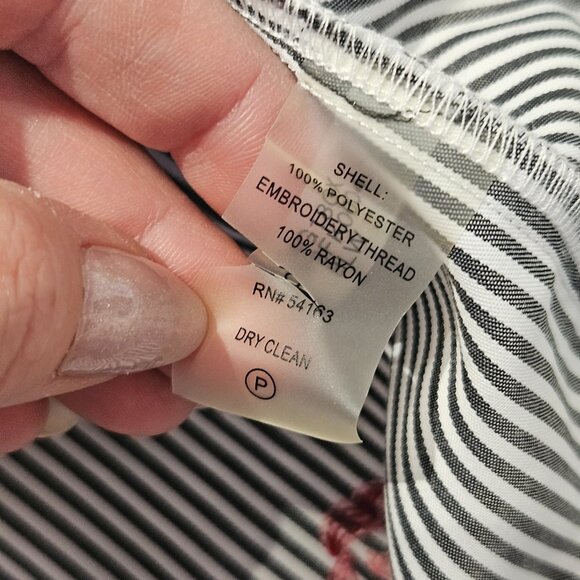 SHELL:
100% POLYESTER
EMBROIDERY THREAD
100% RAYON
RN# 54163
DRY CLEAN
P